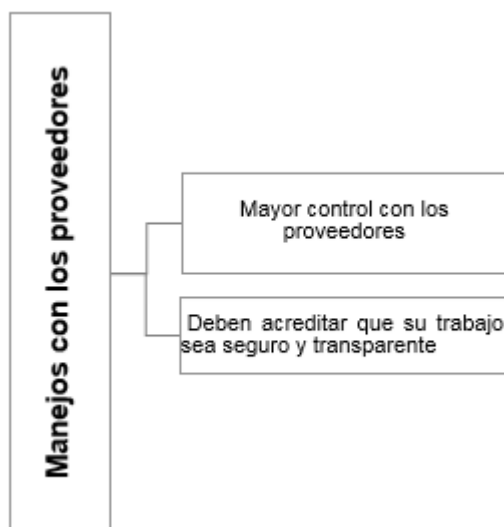 Manejos con los proveedores
Mayor control con los
proveedores
Deben acreditar que su trabajo
sea seguro y transparente